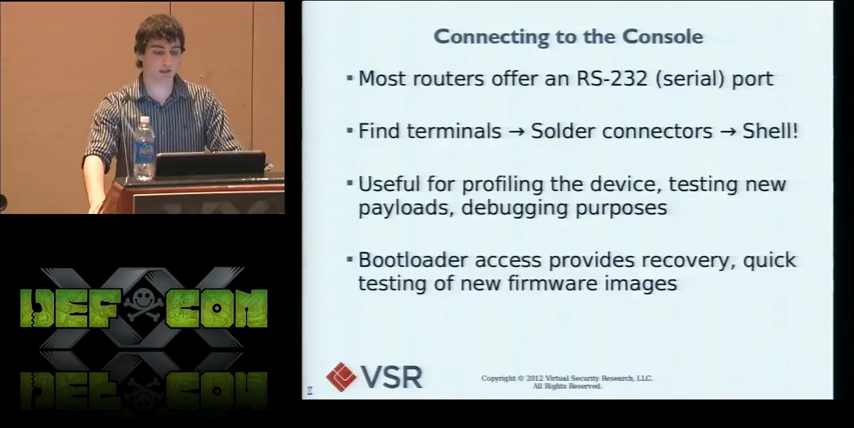 Connecting to the Console
▪ Most routers offer an RS-232 (serial) port
▪ Find terminals → Solder connectors → Shell!
▪ Useful for profiling the device, testing new
payloads, debugging purposes
▪ Bootloader access provides recovery, quick
testing of new firmware images
XX
DEF CON
VSR
Copyright © 2012 Virtual Security Research, LLC.
All Rights Reserved.